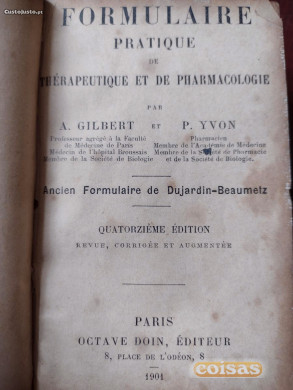 CustoJusto.pt
FORMULAIRE
PRATIQUE
DE
THÉRAPEUTIQUE ET DE PHARMACOLOGIE
PAR
A. GILBERT ET P. YVON
Professeur agrégé à la Faculté de Médecine de Paris
Médecin de l'hôpital Broussais
Membre de la Société de Biologie
Pharmacien
Membre de l'Académie de Médecine
Membre de la Société de Pharmacie
et de la Société de Biologie.
Ancien Formulaire de Dujardin-Beaumetz
QUATORZIÈME ÉDITION
REVUE, CORRIGÉE ET AUGMENTÉE
PARIS
OCTAVE DOIN, ÉDITEUR
8, PLACE DE L'ODÉON, 8
1901
coisas